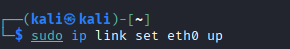 ┌──(kali㉿kali)-[~]
└─$ sudo ip link set eth0 up